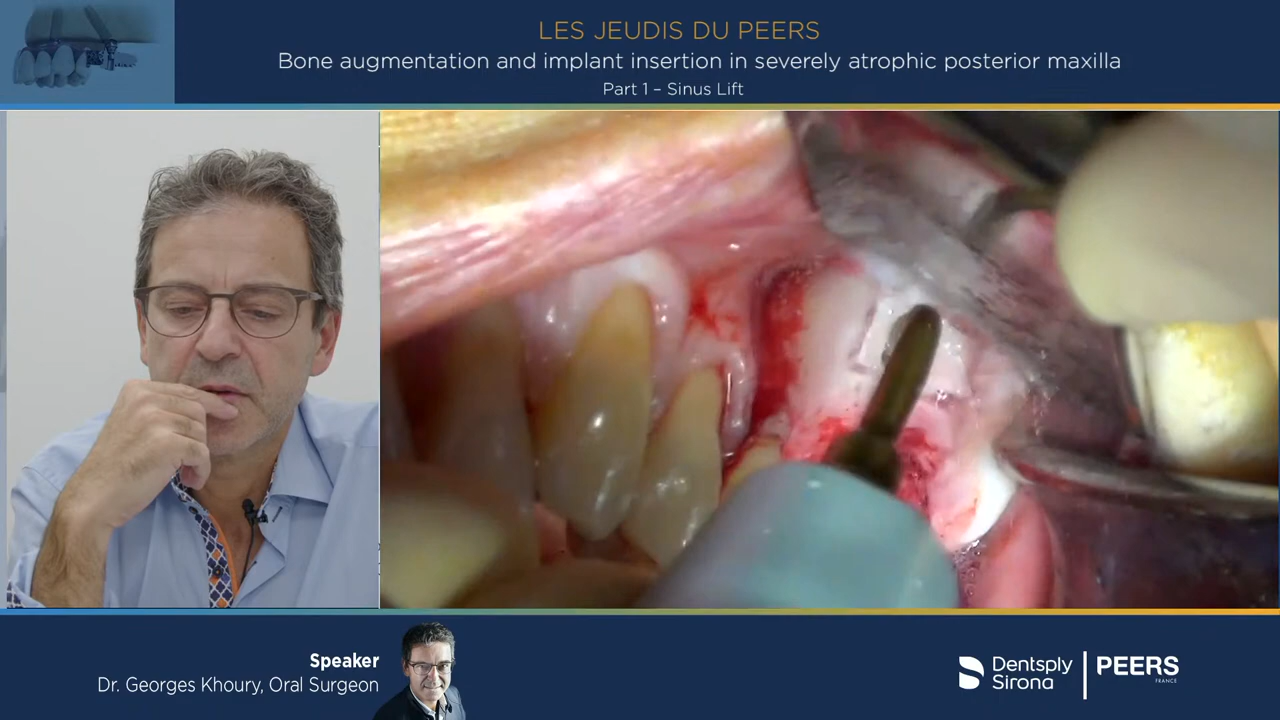 LES JEUDIS DU PEERS
Bone augmentation and implant insertion in severely atrophic posterior maxilla
Part 1 – Sinus Lift
Speaker
Dr. Georges Khoury, Oral Surgeon
Dentsply
Sirona
PEERS
FRANCE